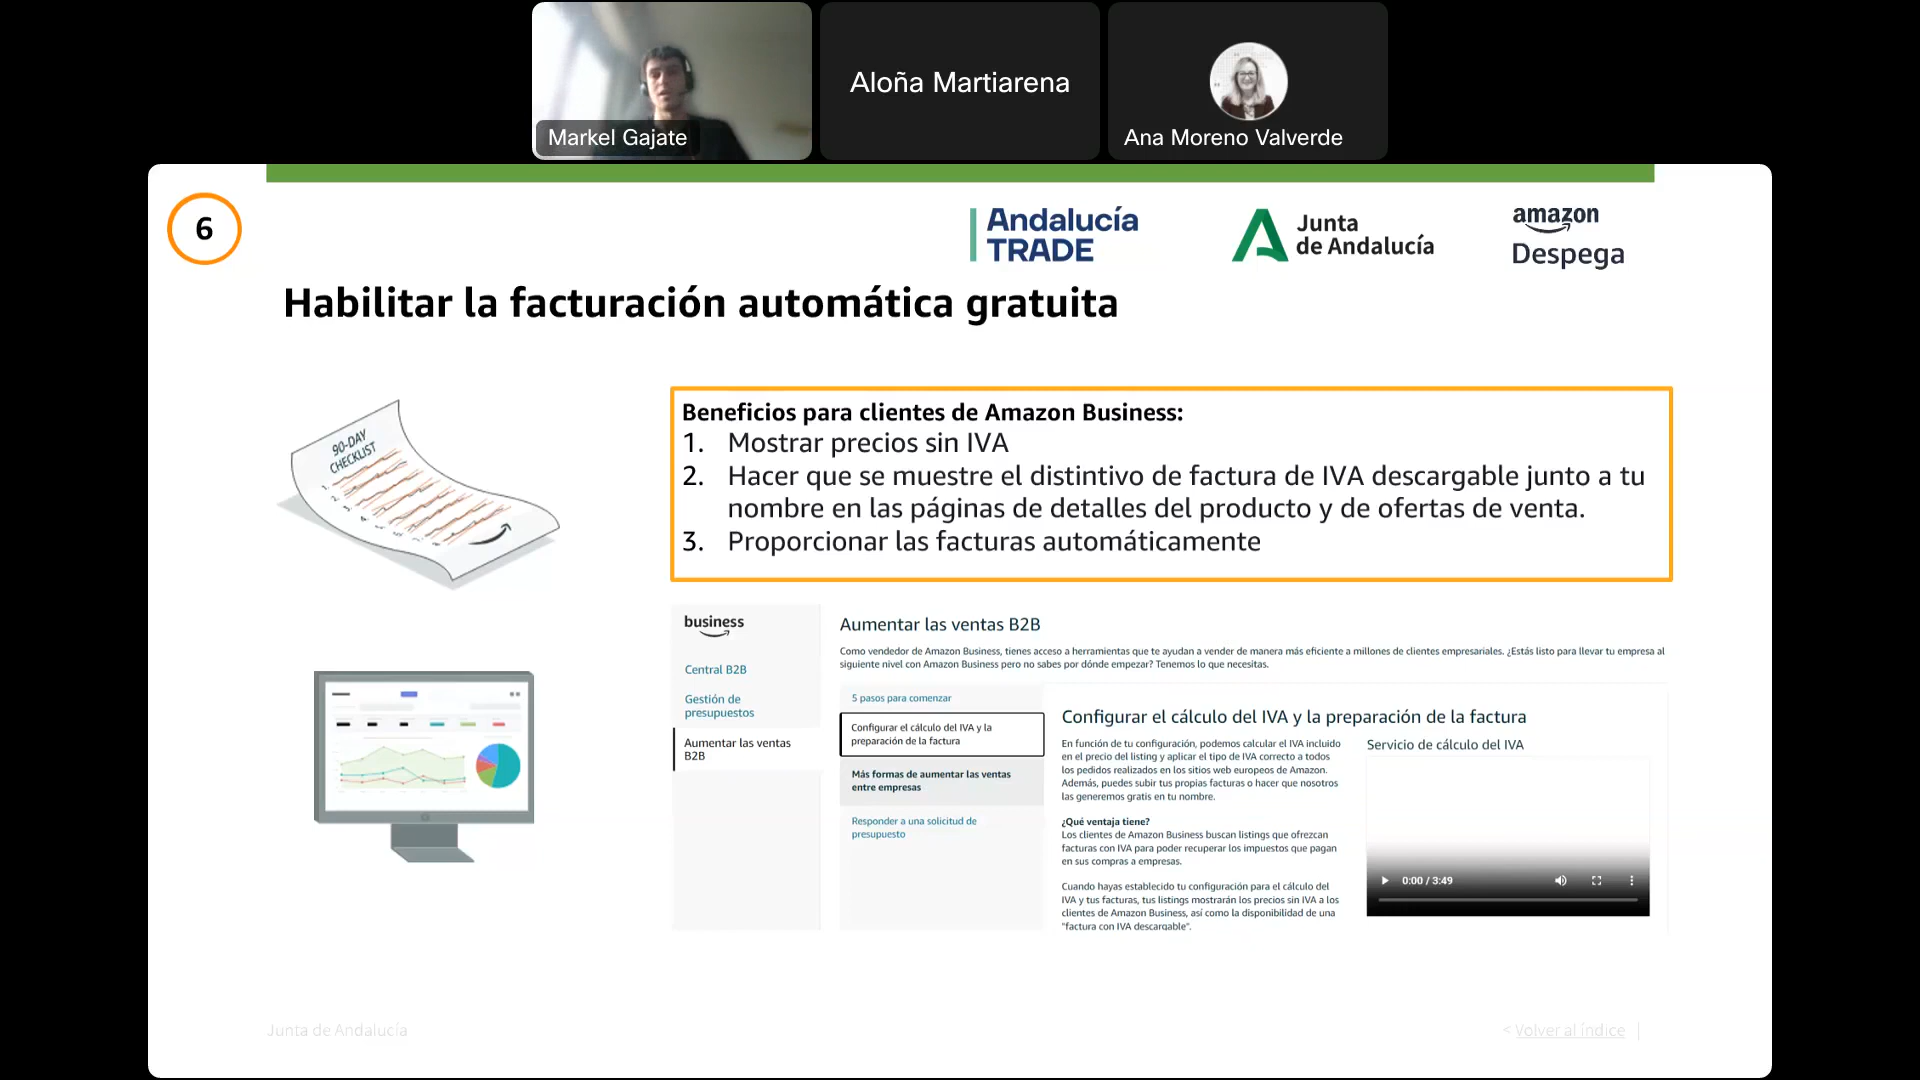 Markel Gajate
Aloña Martiarena
Ana Moreno Valverde
6
Andalucía
TRADE
Junta
de Andalucía
amazon
Despega
Habilitar la facturación automática gratuita
90-DAY
CHECKLIST
Beneficios para clientes de Amazon Business:
1. Mostrar precios sin IVA
2. Hacer que se muestre el distintivo de factura de IVA descargable junto a tu
nombre en las páginas de detalles del producto y de ofertas de venta.
3. Proporcionar las facturas automáticamente
business
Central B2B
Gestión de
presupuestos
Aumentar las ventas
B2B
Aumentar las ventas B2B
Como vendedor de Amazon Business, tienes acceso a herramientas que te ayudan a vender de manera más eficiente a millones de clientes empresariales. ¿Estás listo para llevar tu empresa al
siguiente nivel con Amazon Business pero no sabes por dónde empezar? Tenemos lo que necesitas.
5 pasos para comenzar
Configurar el cálculo del IVA y la
preparación de la factura
Más formas de aumentar las ventas
entre empresas
Responder a una solicitud de
presupuesto
Configurar el cálculo del IVA y la preparación de la factura
En función de tu configuración, podemos calcular el IVA incluido
en el precio del listing y aplicar el tipo de IVA correcto a todos
los pedidos realizados en los sitios web europeos de Amazon.
Además, puedes subir tus propias facturas o hacer que nosotros
las generemos gratis en tu nombre.
¿Qué ventaja tiene?
Los clientes de Amazon Business buscan listings que ofrezcan
facturas con IVA para poder recuperar los impuestos que pagan
en sus compras a empresas.
Cuando hayas establecido tu configuración para el cálculo del
IVA y tus facturas, tus listings mostrarán los precios sin IVA a los
clientes de Amazon Business, así como la disponibilidad de una
"factura con IVA descargable".
Servicio de cálculo del IVA
0:00 / 3:49
Junta de Andalucía
< Volver al índice |